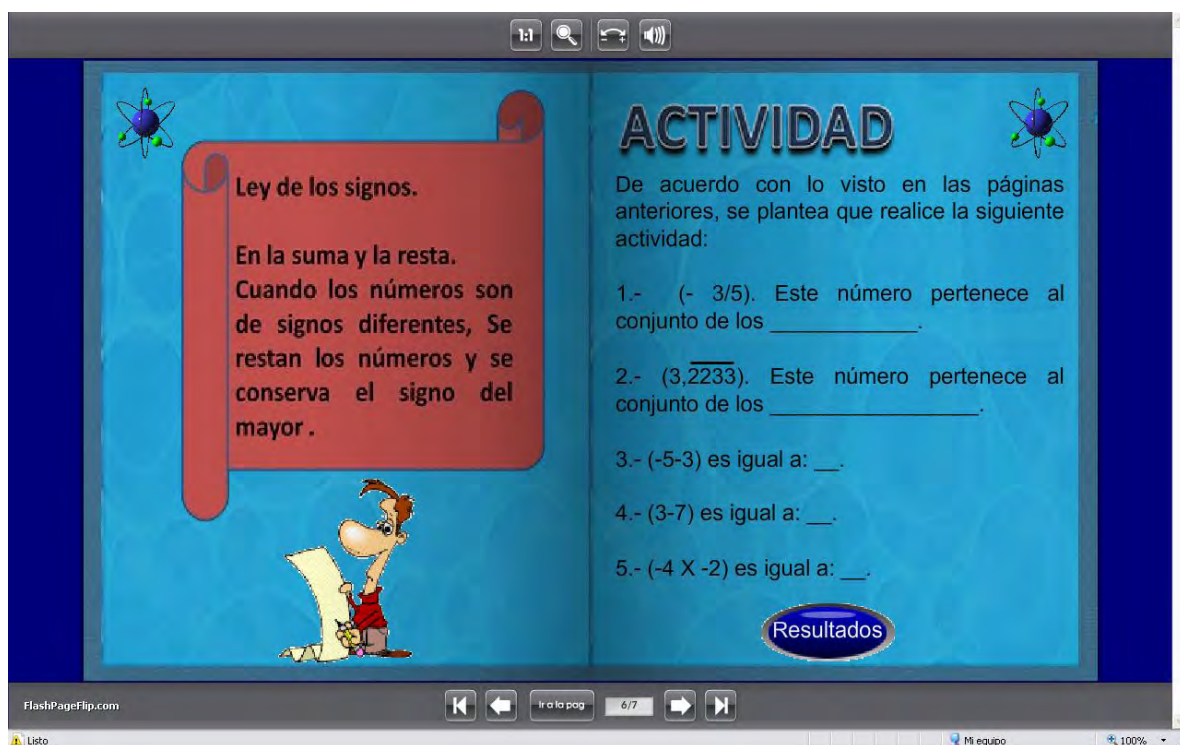 1:1
Ley de los signos.
En la suma y la resta.
Cuando los números son
de signos diferentes, Se
restan los números y se
conserva el signo del
mayor .
ACTIVIDAD
De acuerdo con lo visto en las páginas
anteriores, se plantea que realice la siguiente
actividad:
1.- (- 3/5). Este número pertenece al
conjunto de los ____________.
2.- (3,2̅2̅3̅3̅). Este número pertenece al
conjunto de los _________________.
3.- (-5-3) es igual a: __.
4.- (3-7) es igual a: __.
5.- (-4 X -2) es igual a: __.
Resultados
FlashPageFlip.com
Ir a la pag
6/7
Listo
Mi equipo
100%